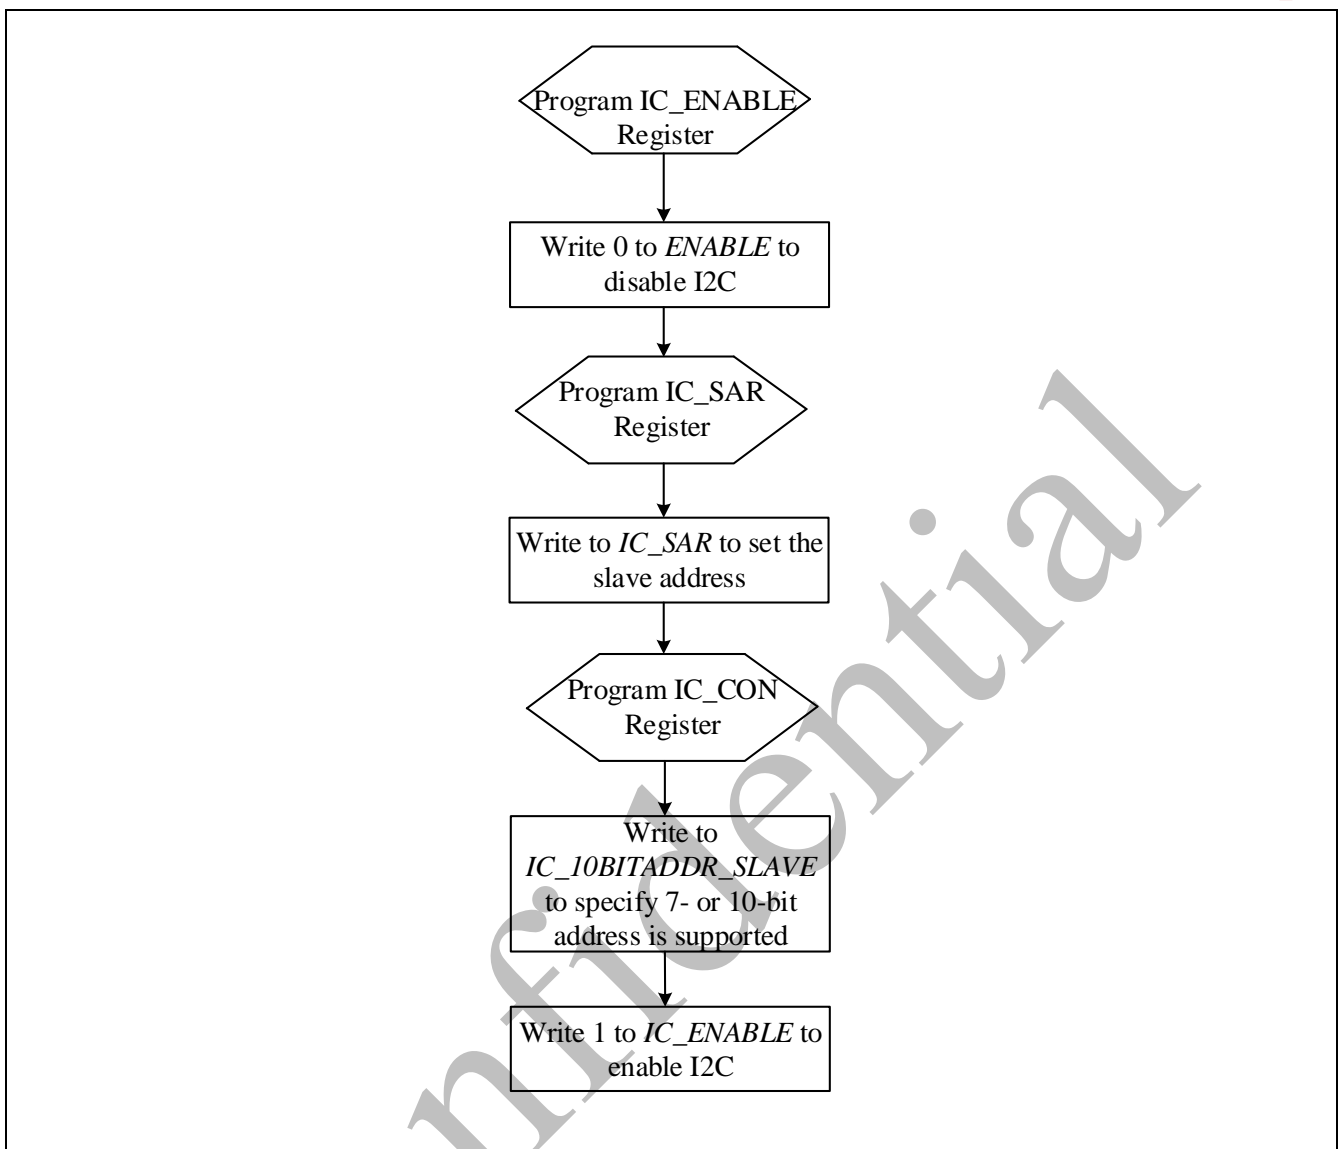 Program IC_ENABLE
Register
Write 0 to ENABLE to
disable I2C
Program IC_SAR
Register
Write to IC_SAR to set the
slave address
Program IC_CON
Register
Write to
IC_10BITADDR_SLAVE
to specify 7- or 10-bit
address is supported
Write 1 to IC_ENABLE to
enable I2C
nfidential